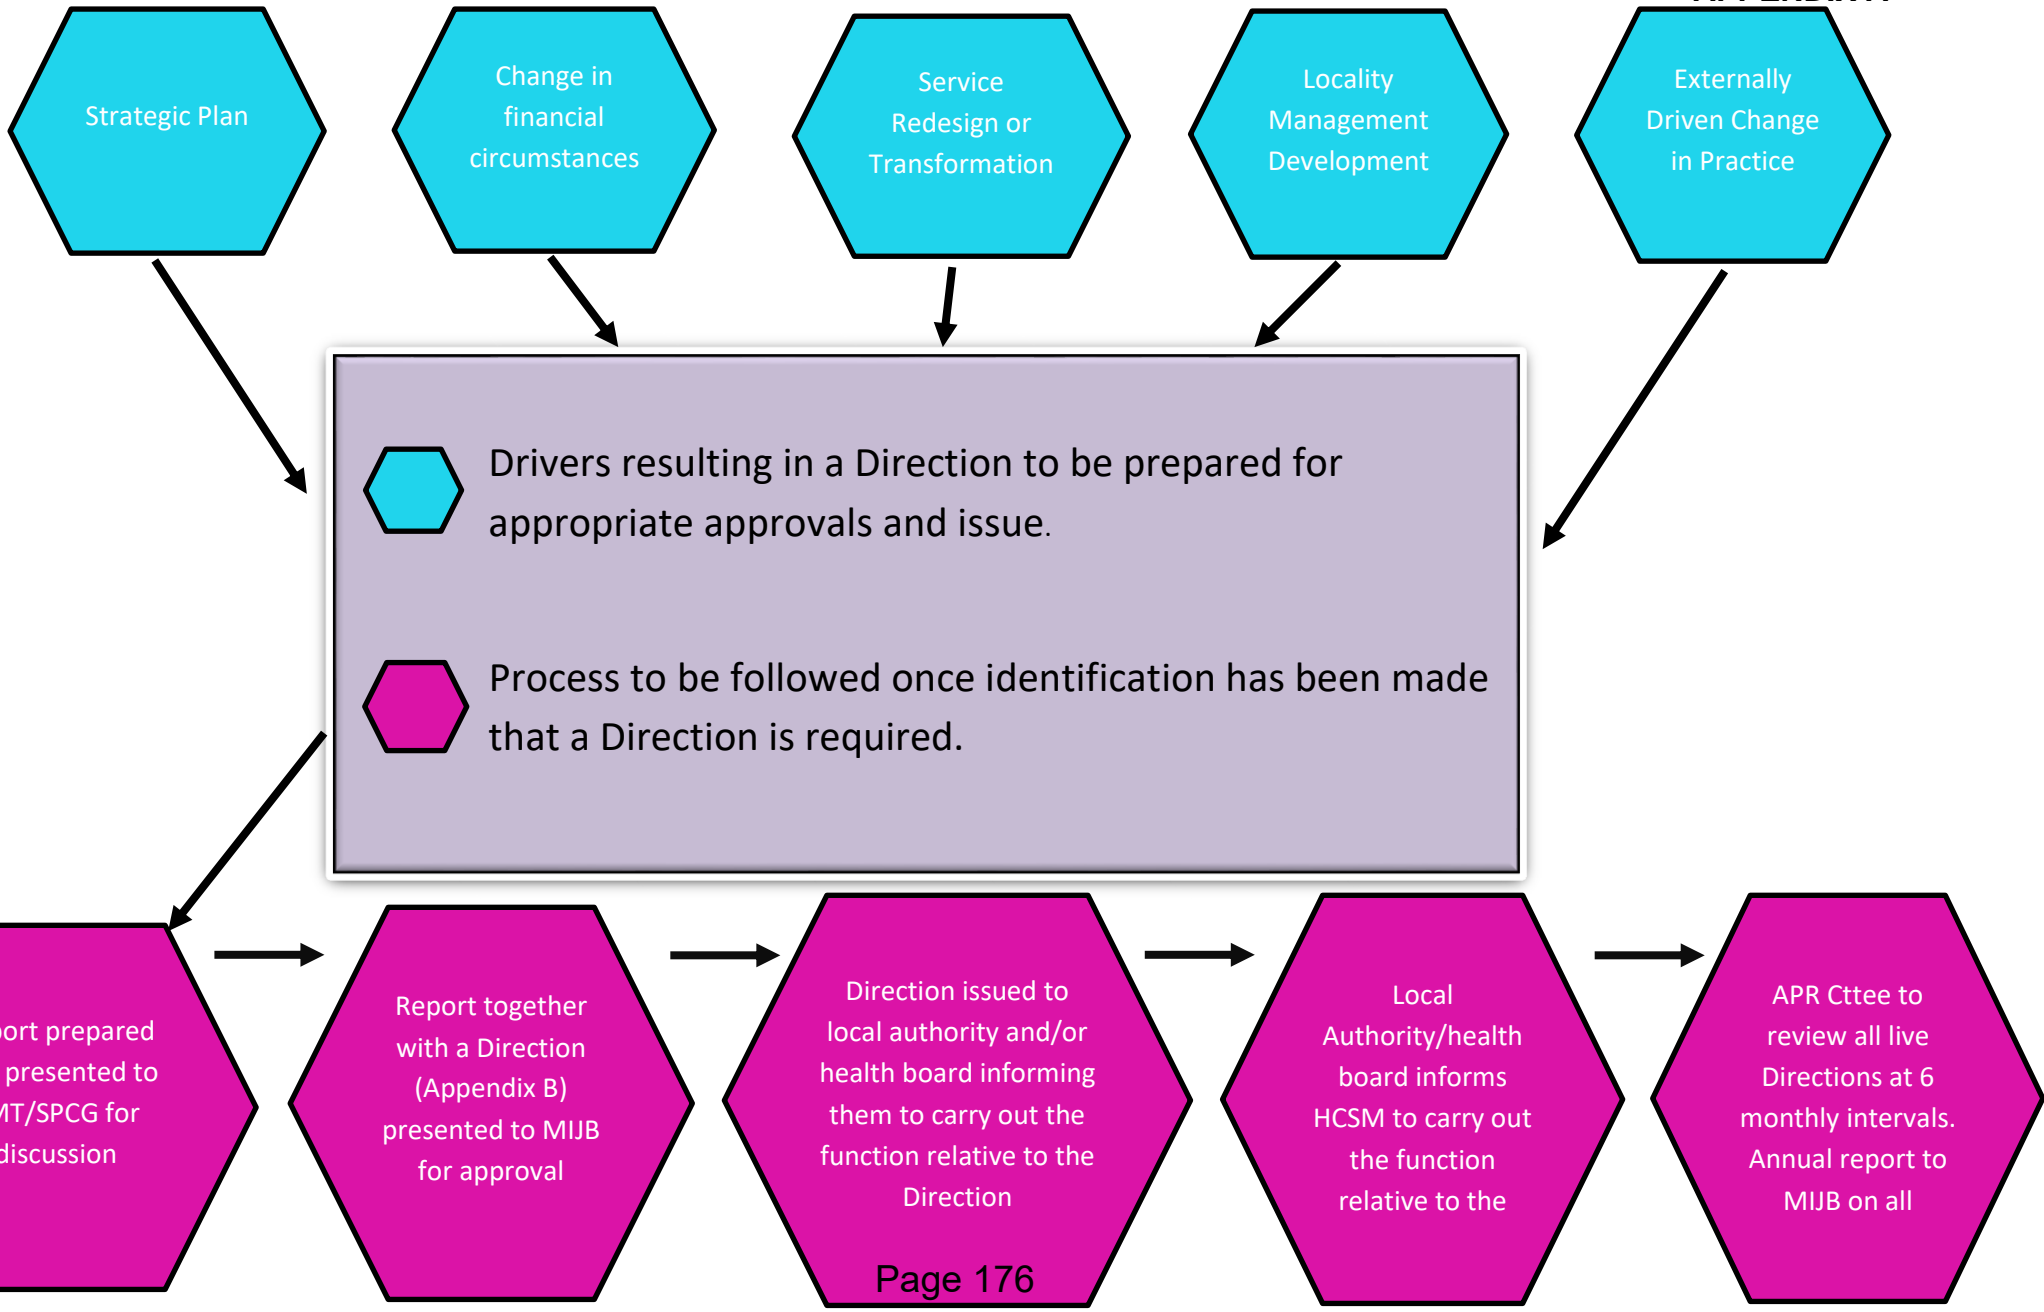 Strategic Plan
Change in
financial
circumstances
Service
Redesign or
Transformation
Locality
Management
Development
Externally
Driven Change
in Practice
Drivers resulting in a Direction to be prepared for
appropriate approvals and issue.
Process to be followed once identification has been made
that a Direction is required.
prepared
presented to
for
discussion
Report together
with a Direction
(Appendix B)
presented to MIJB
for approval
Direction issued to
local authority and/or
health board informing
them to carry out the
function relative to the
Direction
Local
Authority/health
board informs
HCSM to carry out
the function
relative to the
APR Cttee to
review all live
Directions at 6
monthly intervals.
Annual report to
MIJB on all
Page 176